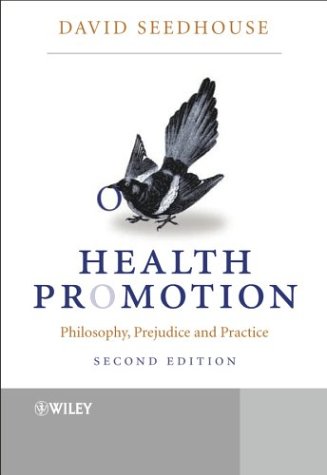 DAVID SEEDHOUSE
O
HEALTH
PROMOTION
Philosophy, Prejudice and Practice
SECOND EDITION
WILEY